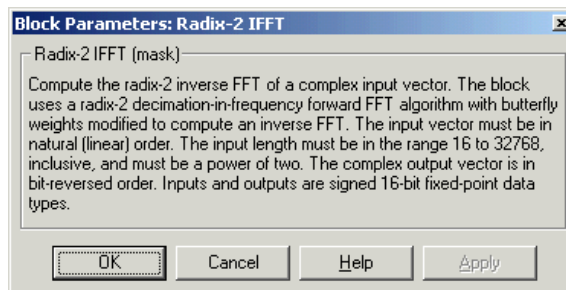 Block Parameters: Radix-2 IFFT
Radix-2 IFFT (mask)
Compute the radix-2 inverse FFT of a complex input vector. The block
uses a radix-2 decimation-in-frequency forward FFT algorithm with butterfly
weights modified to compute an inverse FFT. The input vector must be in
natural (linear) order. The input length must be in the range 16 to 32768,
inclusive, and must be a power of two. The complex output vector is in
bit-reversed order. Inputs and outputs are signed 16-bit fixed-point data
types.
OK Cancel Help Apply